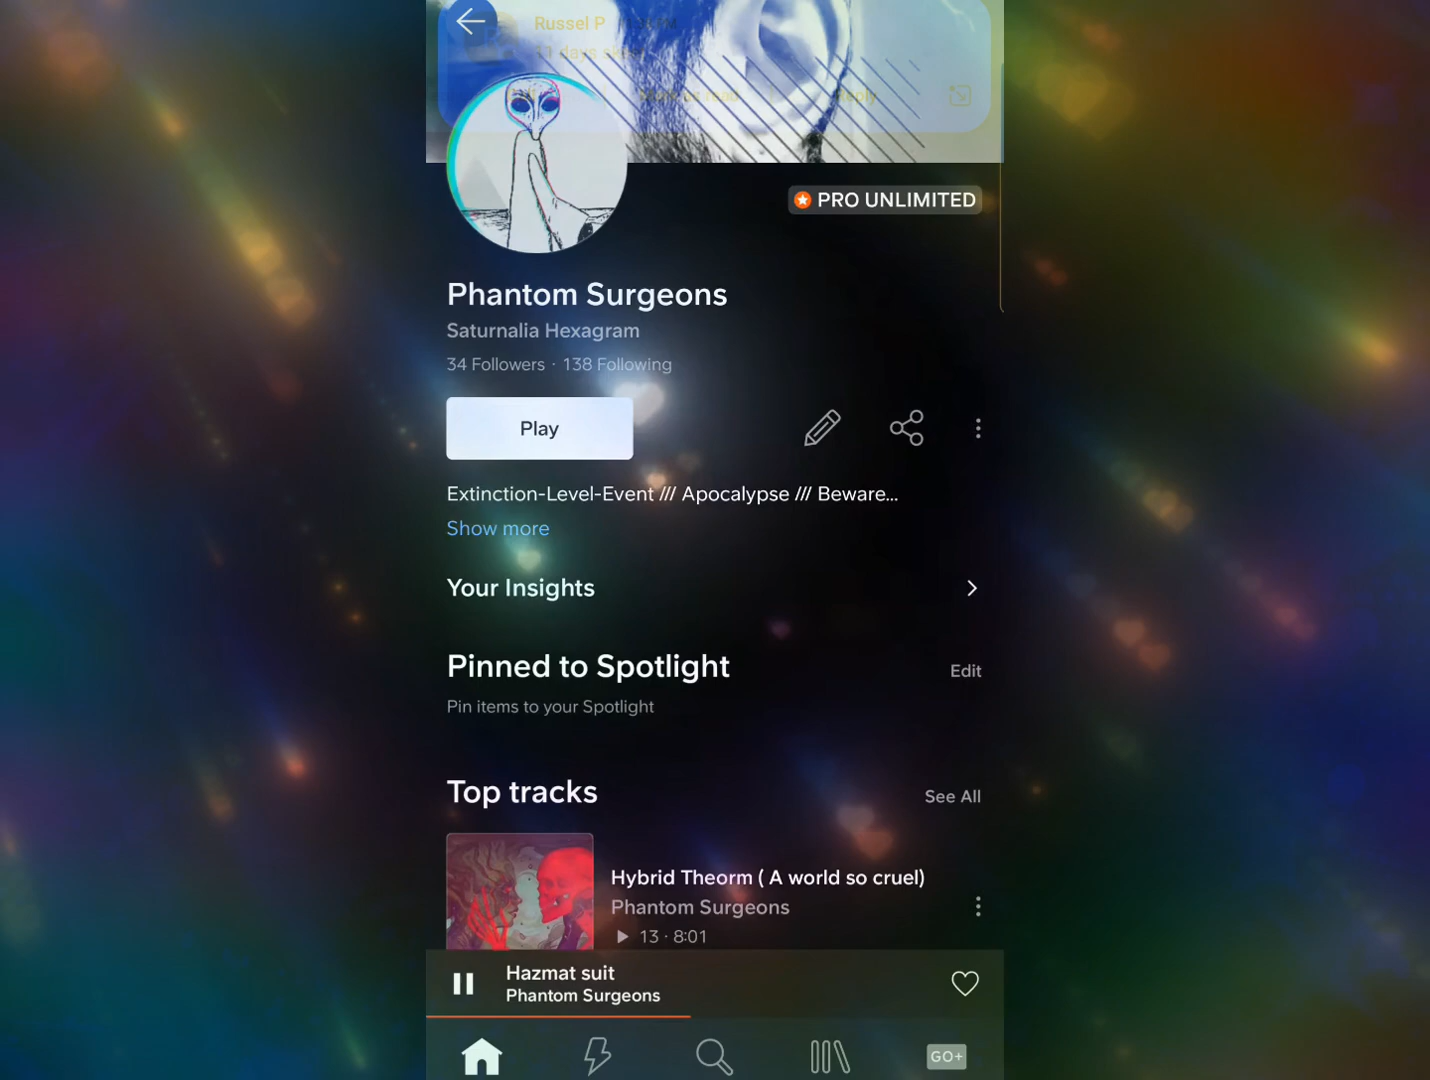 Russel P
PRO UNLIMITED
Phantom Surgeons
Saturnalia Hexagram
34 Followers · 138 Following
Play
Extinction-Level-Event /// Apocalypse /// Beware...
Show more
Your Insights
Pinned to Spotlight
Edit
Pin items to your Spotlight
Top tracks
See All
Hybrid Theorm ( A world so cruel)
Phantom Surgeons
13 · 8:01
Hazmat suit
Phantom Surgeons
GO+